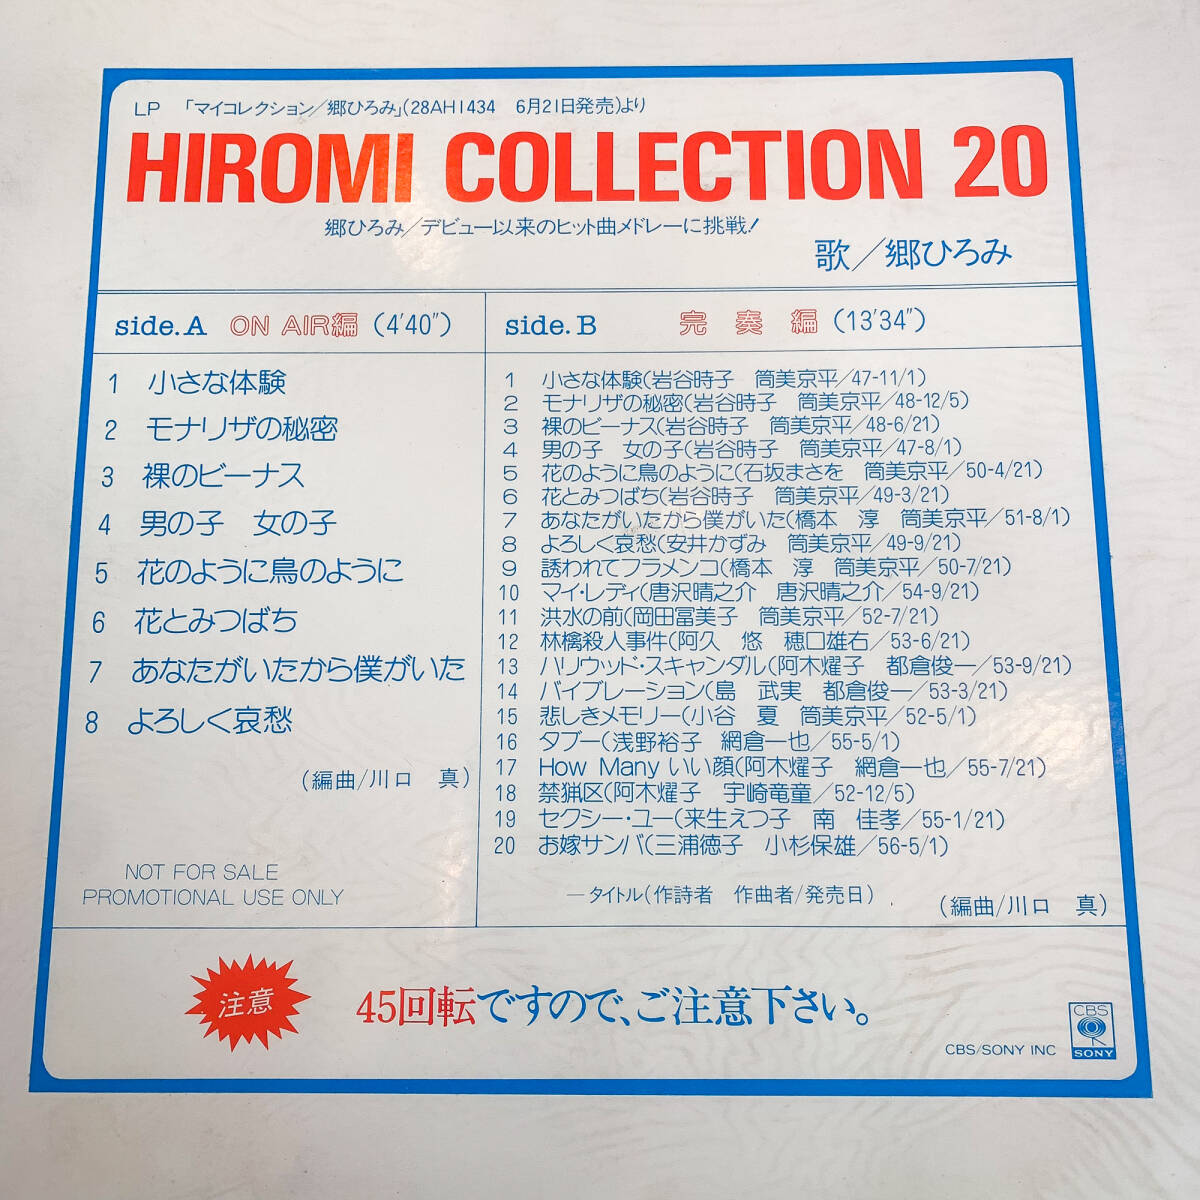 LP 「マイコレクション/郷ひろみ」(28AH1434 6月21日発売)より
HIROMI COLLECTION 20
郷ひろみ/デビュー以来のヒット曲メドレーに挑戦!
歌/郷ひろみ
side.A ON AIR編 (4'40")
1 小さな体験
2 モナリザの秘密
3 裸のビーナス
4 男の子 女の子
5 花のように鳥のように
6 花とみつばち
7 あなたがいたから僕がいた
8 よろしく哀愁
(編曲/川口 真)
NOT FOR SALE
PROMOTIONAL USE ONLY
side.B 完奏編 (13'34")
1 小さな体験(岩谷時子 筒美京平/47-11/1)
2 モナリザの秘密(岩谷時子 筒美京平/48-12/5)
3 裸のビーナス(岩谷時子 筒美京平/48-6/21)
4 男の子 女の子(岩谷時子 筒美京平/47-8/1)
5 花のように鳥のように(石坂まさを 筒美京平/50-4/21)
6 花とみつばち(岩谷時子 筒美京平/49-3/21)
7 あなたがいたから僕がいた(橋本 淳 筒美京平/51-8/1)
8 よろしく哀愁(安井かずみ 筒美京平/49-9/21)
9 誘われてフラメンコ(橋本 淳 筒美京平/50-7/21)
10 マイ・レディ(唐沢晴之介 唐沢晴之介/54-9/21)
11 洪水の前(岡田冨美子 筒美京平/52-7/21)
12 林檎殺人事件(阿久 悠 穂口雄右/53-6/21)
13 ハリウッド・スキャンダル(阿木燿子 都倉俊一/53-9/21)
14 バイブレーション(島 武実 都倉俊一/53-3/21)
15 悲しきメモリー(小谷 夏 筒美京平/52-5/1)
16 タブー(浅野裕子 網倉一也/55-5/1)
17 How Many いい顔(阿木燿子 網倉一也/55-7/21)
18 禁猟区(阿木燿子 宇崎竜童/52-12/5)
19 セクシー・ユー(来生えつ子 南 佳孝/55-1/21)
20 お嫁サンバ(三浦徳子 小杉保雄/56-5/1)
—タイトル(作詩者 作曲者/発売日)
(編曲/川口 真)
注意
45回転ですので、ご注意下さい。
CBS/SONY INC
CBS
SONY